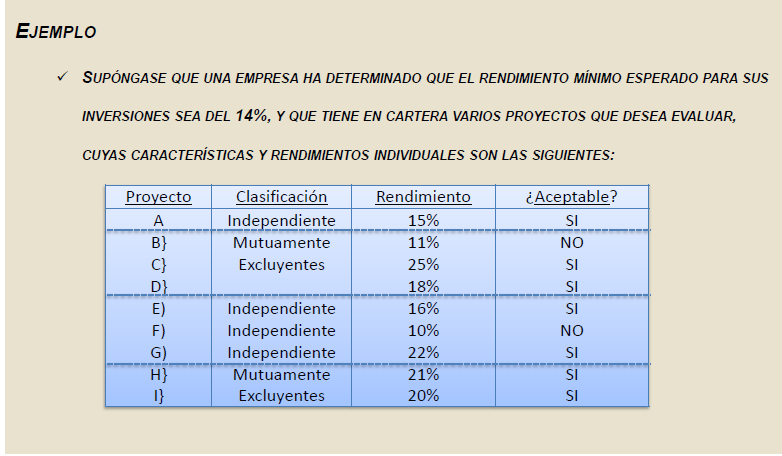 EJEMPLO
✓ SUPÓNGASE QUE UNA EMPRESA HA DETERMINADO QUE EL RENDIMIENTO MÍNIMO ESPERADO PARA SUS
INVERSIONES SEA DEL 14%, Y QUE TIENE EN CARTERA VARIOS PROYECTOS QUE DESEA EVALUAR,
CUYAS CARACTERÍSTICAS Y RENDIMIENTOS INDIVIDUALES SON LAS SIGUIENTES:
Proyecto Clasificación Rendimiento ¿Aceptable?
A Independiente 15% SI
B} Mutuamente 11% NO
C} Excluyentes 25% SI
D} 18% SI
E) Independiente 16% SI
F) Independiente 10% NO
G) Independiente 22% SI
H} Mutuamente 21% SI
I} Excluyentes 20% SI